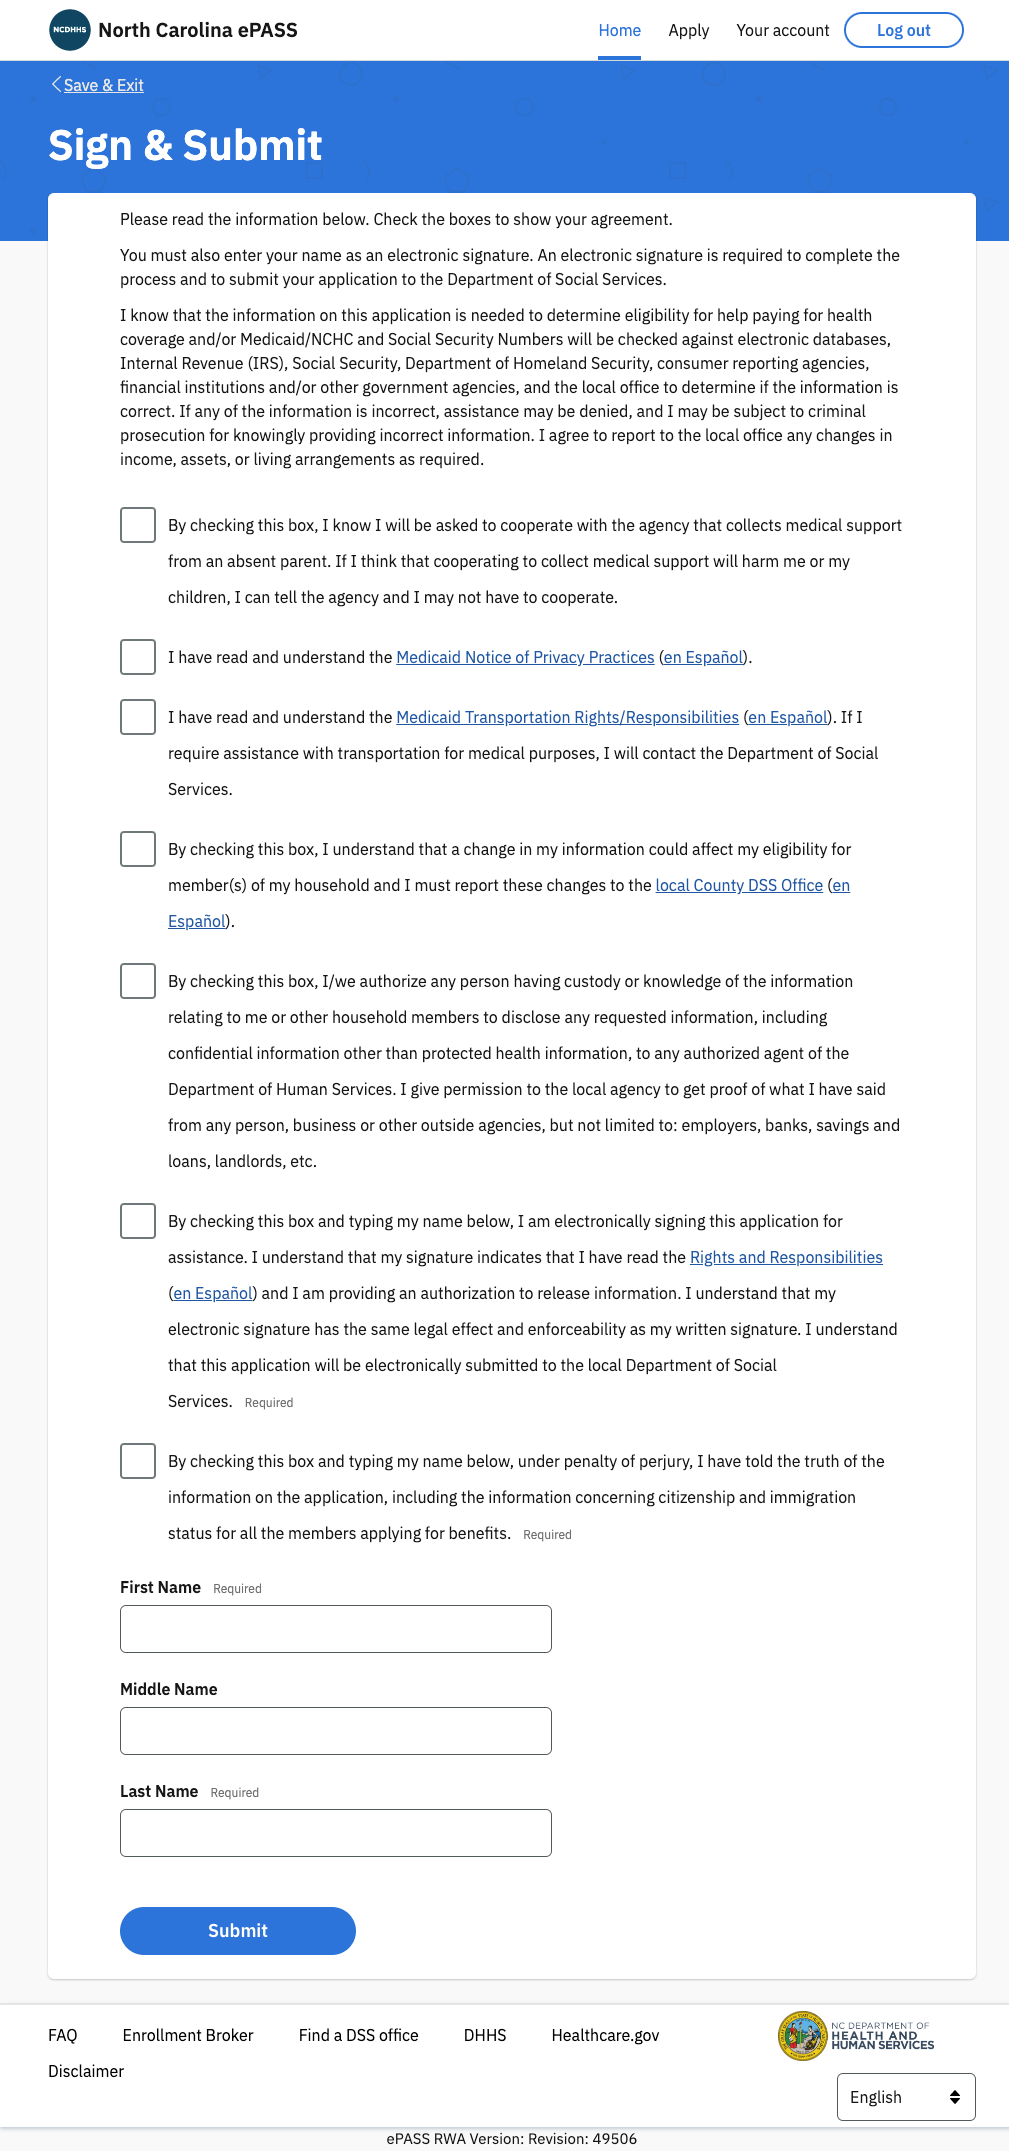 NCDHHS North Carolina ePASS Home Apply Your account Log out
Save & Exit
Sign & Submit
Please read the information below. Check the boxes to show your agreement.
You must also enter your name as an electronic signature. An electronic signature is required to complete the
process and to submit your application to the Department of Social Services.
I know that the information on this application is needed to determine eligibility for help paying for health
coverage and/or Medicaid/NCHC and Social Security Numbers will be checked against electronic databases,
Internal Revenue (IRS), Social Security, Department of Homeland Security, consumer reporting agencies,
financial institutions and/or other government agencies, and the local office to determine if the information is
correct. If any of the information is incorrect, assistance may be denied, and I may be subject to criminal
prosecution for knowingly providing incorrect information. I agree to report to the local office any changes in
income, assets, or living arrangements as required.
By checking this box, I know I will be asked to cooperate with the agency that collects medical support
from an absent parent. If I think that cooperating to collect medical support will harm me or my
children, I can tell the agency and I may not have to cooperate.
I have read and understand the Medicaid Notice of Privacy Practices (en Español).
I have read and understand the Medicaid Transportation Rights/Responsibilities (en Español). If I
require assistance with transportation for medical purposes, I will contact the Department of Social
Services.
By checking this box, I understand that a change in my information could affect my eligibility for
member(s) of my household and I must report these changes to the local County DSS Office (en
Español).
By checking this box, I/we authorize any person having custody or knowledge of the information
relating to me or other household members to disclose any requested information, including
confidential information other than protected health information, to any authorized agent of the
Department of Human Services. I give permission to the local agency to get proof of what I have said
from any person, business or other outside agencies, but not limited to: employers, banks, savings and
loans, landlords, etc.
By checking this box and typing my name below, I am electronically signing this application for
assistance. I understand that my signature indicates that I have read the Rights and Responsibilities
(en Español) and I am providing an authorization to release information. I understand that my
electronic signature has the same legal effect and enforceability as my written signature. I understand
that this application will be electronically submitted to the local Department of Social
Services. Required
By checking this box and typing my name below, under penalty of perjury, I have told the truth of the
information on the application, including the information concerning citizenship and immigration
status for all the members applying for benefits. Required
First Name Required
Middle Name
Last Name Required
Submit
FAQ Enrollment Broker Find a DSS office DHHS Healthcare.gov
Disclaimer
NC DEPARTMENT OF
HEALTH AND
HUMAN SERVICES
English
ePASS RWA Version: Revision: 49506